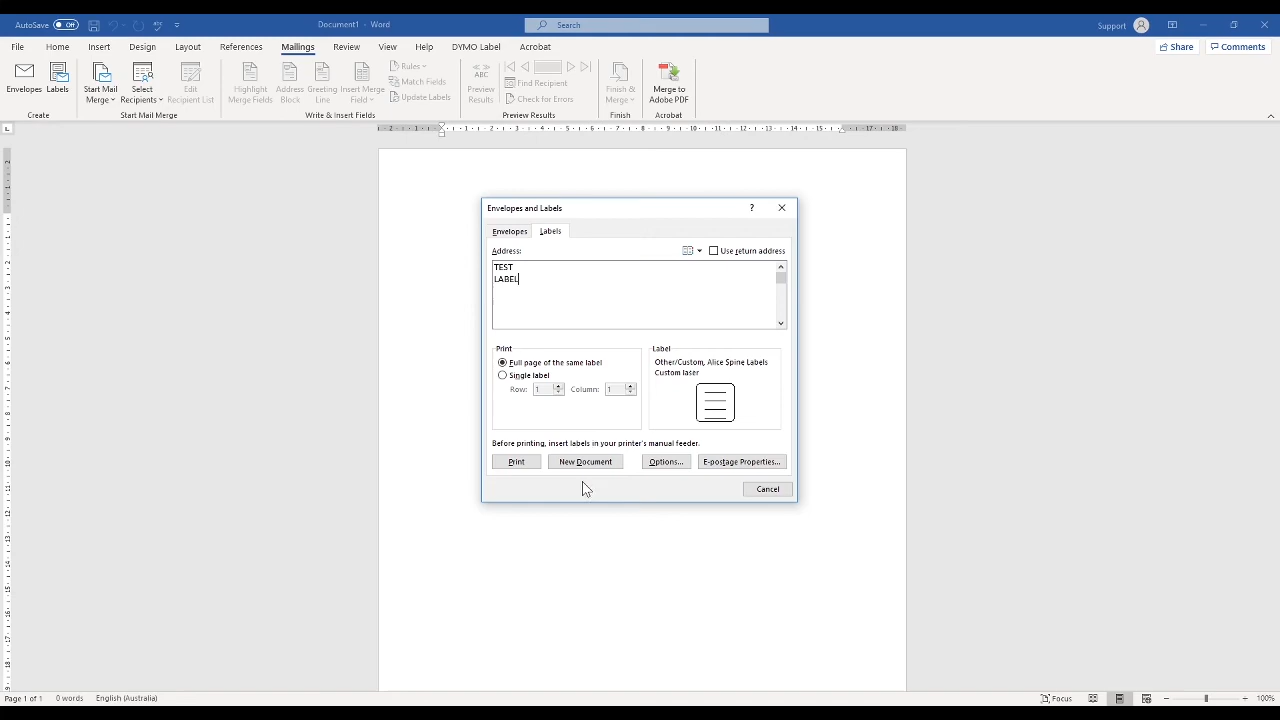 AutoSave Off Document1 - Word Search Support
File Home Insert Design Layout References Mailings Review View Help DYMO Label Acrobat Share Comments
Envelopes Labels Start Mail Merge Select Recipients Edit Recipient List Highlight Merge Fields Address Block Greeting Line Insert Merge Field Rules Match Fields Update Labels ABC Preview Results Find Recipient Check for Errors Finish & Merge Merge to Adobe PDF
Create Start Mail Merge Write & Insert Fields Preview Results Finish Acrobat
Envelopes and Labels
Envelopes Labels
Address: Use return address
TEST
LABEL
Print Label
Full page of the same label Other/Custom, Alice Spine Labels
Single label Custom laser
Row: 1 Column: 1
Before printing, insert labels in your printer's manual feeder.
Print New Document Options... E-postage Properties...
Cancel
Page 1 of 1 0 words English (Australia) Focus 100%